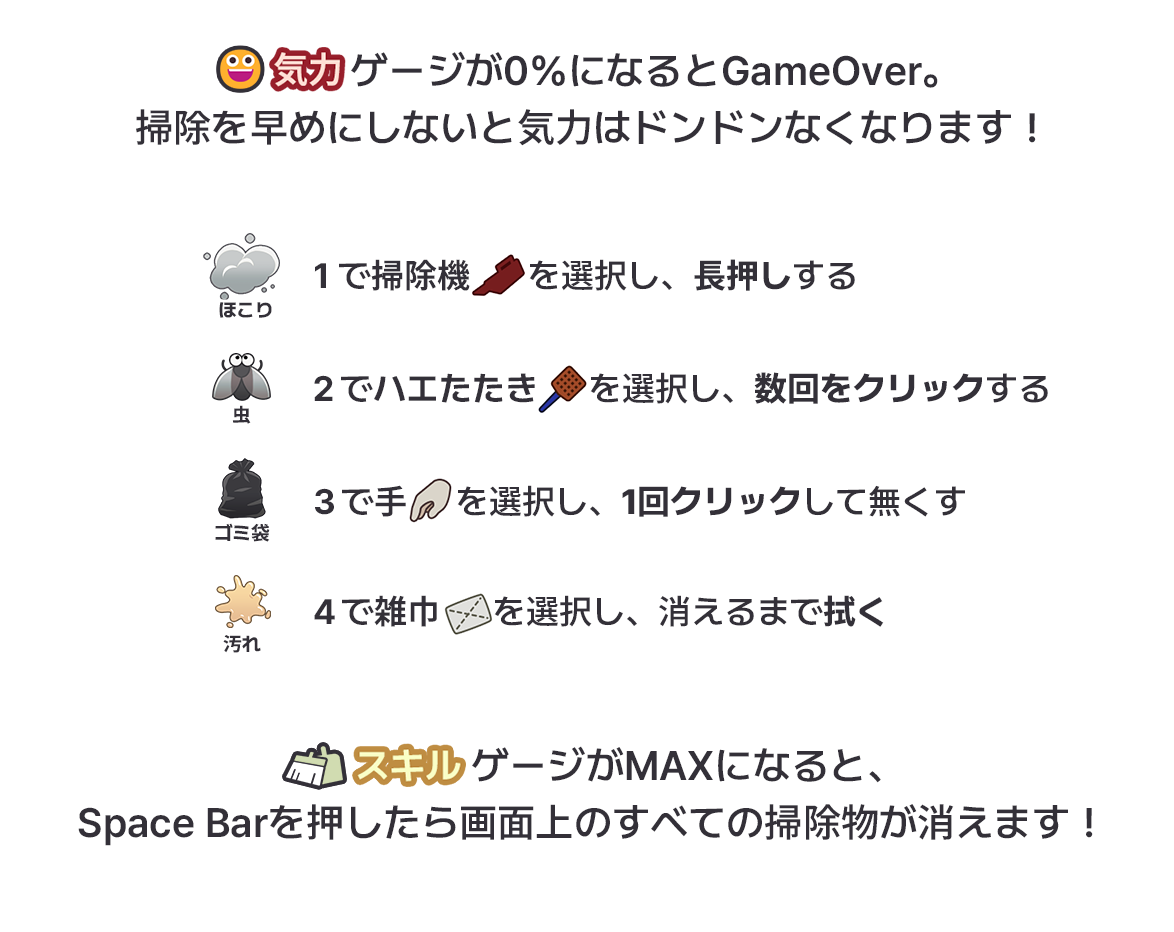 気力ゲージが0%になるとGameOver。
掃除を早めにしないと気力はドンドンなくなります！
ほこり
1で掃除機を選択し、長押しする
虫
2でハエたたきを選択し、数回をクリックする
ゴミ袋
3で手を選択し、1回クリックして無くす
汚れ
4で雑巾を選択し、消えるまで拭く
スキルゲージがMAXになると、
Space Barを押したら画面上のすべての掃除物が消えます！